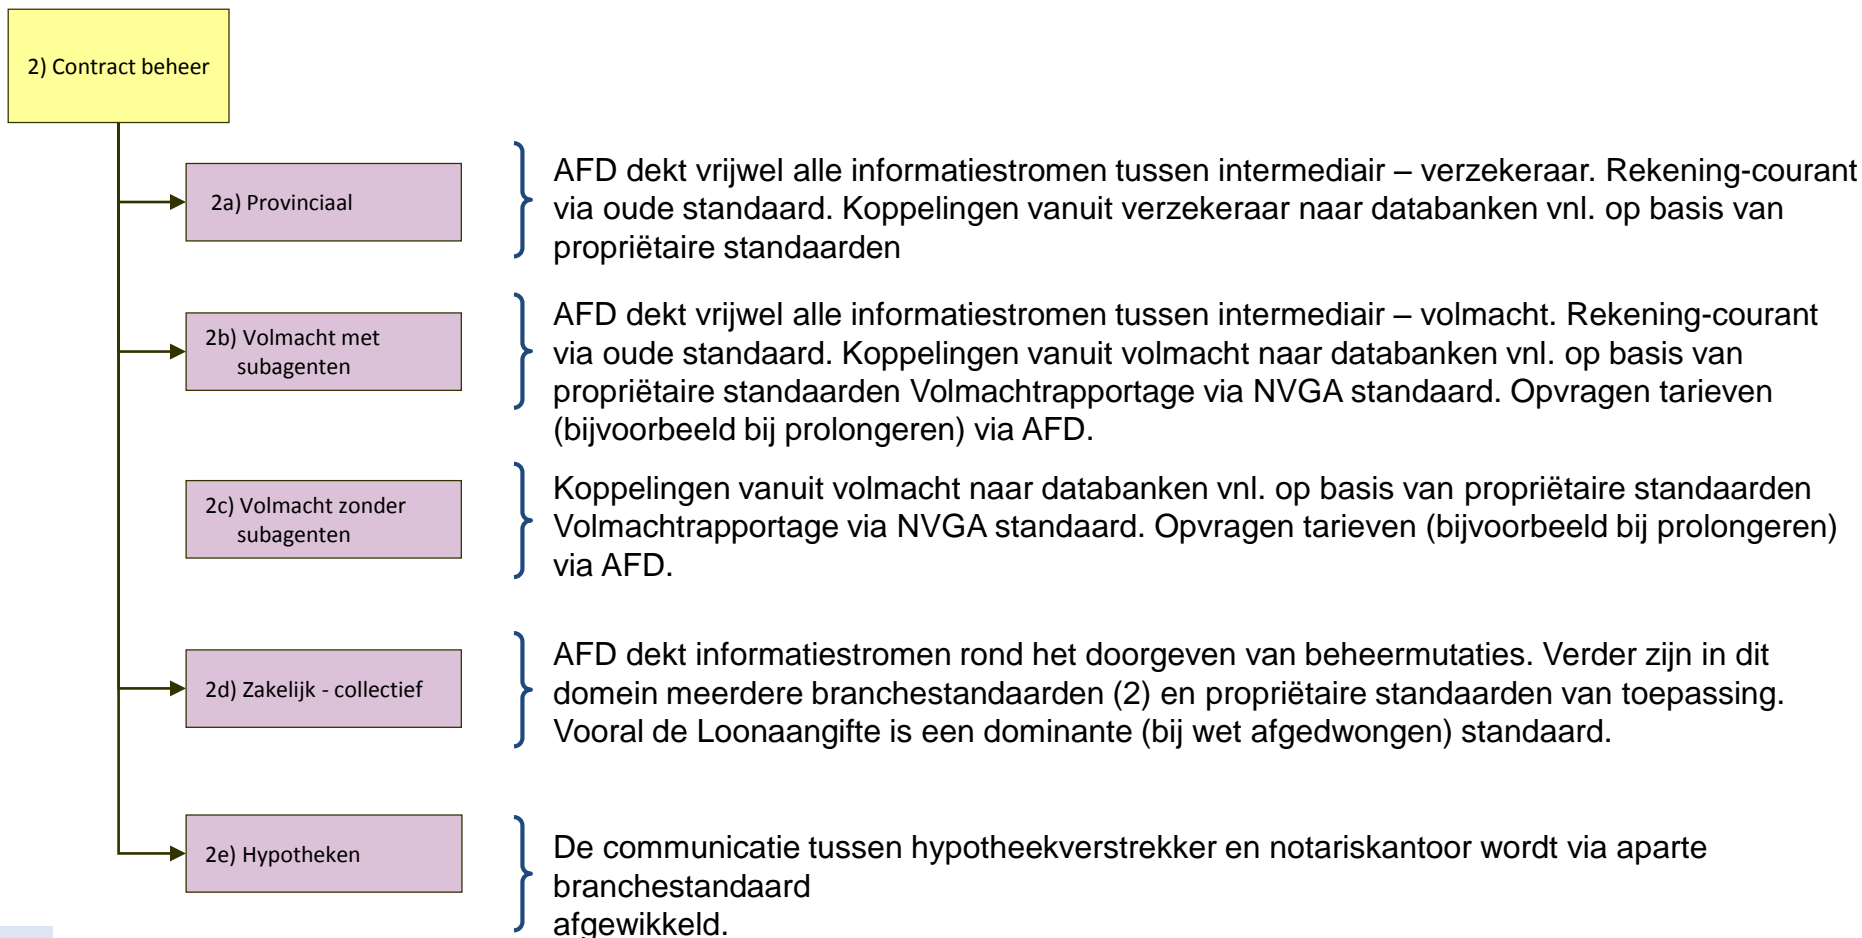 2) Contract beheer
2a) Provinciaal
AFD dekt vrijwel alle informatiestromen tussen intermediair – verzekeraar. Rekening-courant
via oude standaard. Koppelingen vanuit verzekeraar naar databanken vnl. op basis van
propriëtaire standaarden
2b) Volmacht met
subagenten
AFD dekt vrijwel alle informatiestromen tussen intermediair – volmacht. Rekening-courant
via oude standaard. Koppelingen vanuit volmacht naar databanken vnl. op basis van
propriëtaire standaarden Volmachtrapportage via NVGA standaard. Opvragen tarieven
(bijvoorbeeld bij prolongeren) via AFD.
2c) Volmacht zonder
subagenten
Koppelingen vanuit volmacht naar databanken vnl. op basis van propriëtaire standaarden
Volmachtrapportage via NVGA standaard. Opvragen tarieven (bijvoorbeeld bij prolongeren)
via AFD.
2d) Zakelijk - collectief
AFD dekt informatiestromen rond het doorgeven van beheermutaties. Verder zijn in dit
domein meerdere branchestandaarden (2) en propriëtaire standaarden van toepassing.
Vooral de Loonaangifte is een dominante (bij wet afgedwongen) standaard.
2e) Hypotheken
De communicatie tussen hypotheekverstrekker en notariskantoor wordt via aparte
branchestandaard
afgewikkeld.